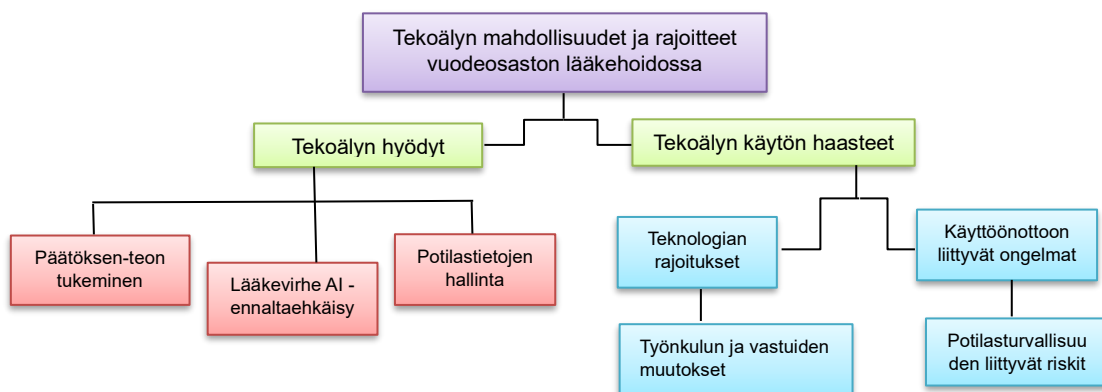 Tekoälyn mahdollisuudet ja rajoitteet
vuodeosaston lääkehoidossa
Tekoälyn hyödyt
Tekoälyn käytön haasteet
Päätöksen-teon
tukeminen
Lääkevirhe AI -
ennaltaehkäisy
Potilastietojen
hallinta
Teknologian
rajoitukset
Käyttöönottoon
liittyvät ongelmat
Työnkulun ja vastuiden
muutokset
Potilasturvallisuu
den liittyvät riskit